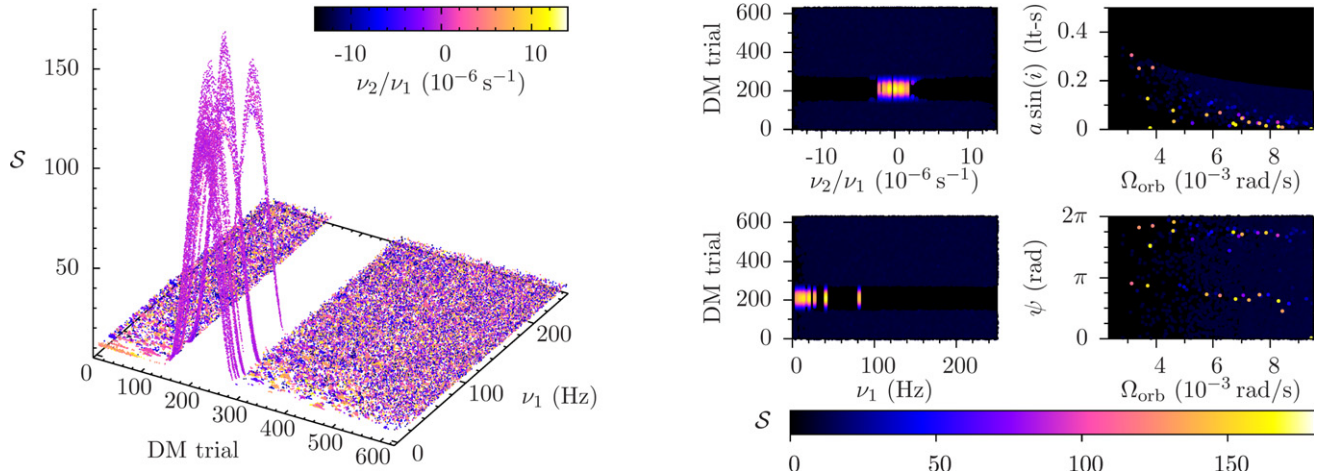 -10 0 10
ν₂/ν₁ (10⁻⁶ s⁻¹)
S
50
100
150
0
100
200
300
400
500
600
DM trial
0
100
200
ν₁ (Hz)
DM trial
0
200
400
600
-10 0 10
ν₂/ν₁ (10⁻⁶ s⁻¹)
a sin(i) (lt-s)
0
0.2
0.4
4 6 8
Ω_orb (10⁻³ rad/s)
DM trial
0
200
400
600
0 100 200
ν₁ (Hz)
ψ (rad)
0
π
2π
4 6 8
Ω_orb (10⁻³ rad/s)
S
0 50 100 150